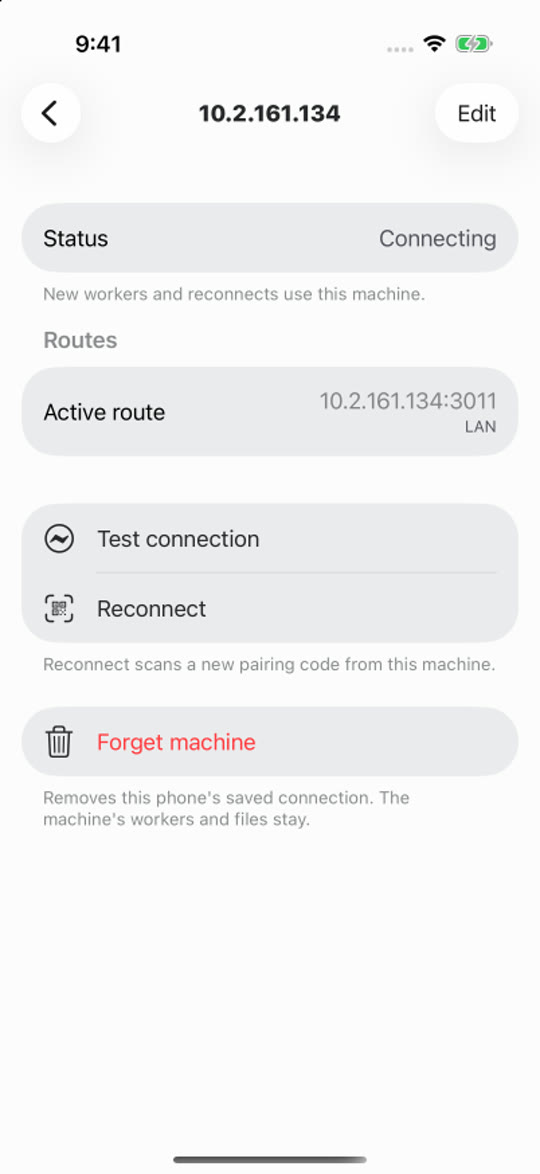 9:41
10.2.161.134
Edit
Status
Connecting
New workers and reconnects use this machine.
Routes
Active route
10.2.161.134:3011
LAN
Test connection
Reconnect
Reconnect scans a new pairing code from this machine.
Forget machine
Removes this phone's saved connection. The
machine's workers and files stay.